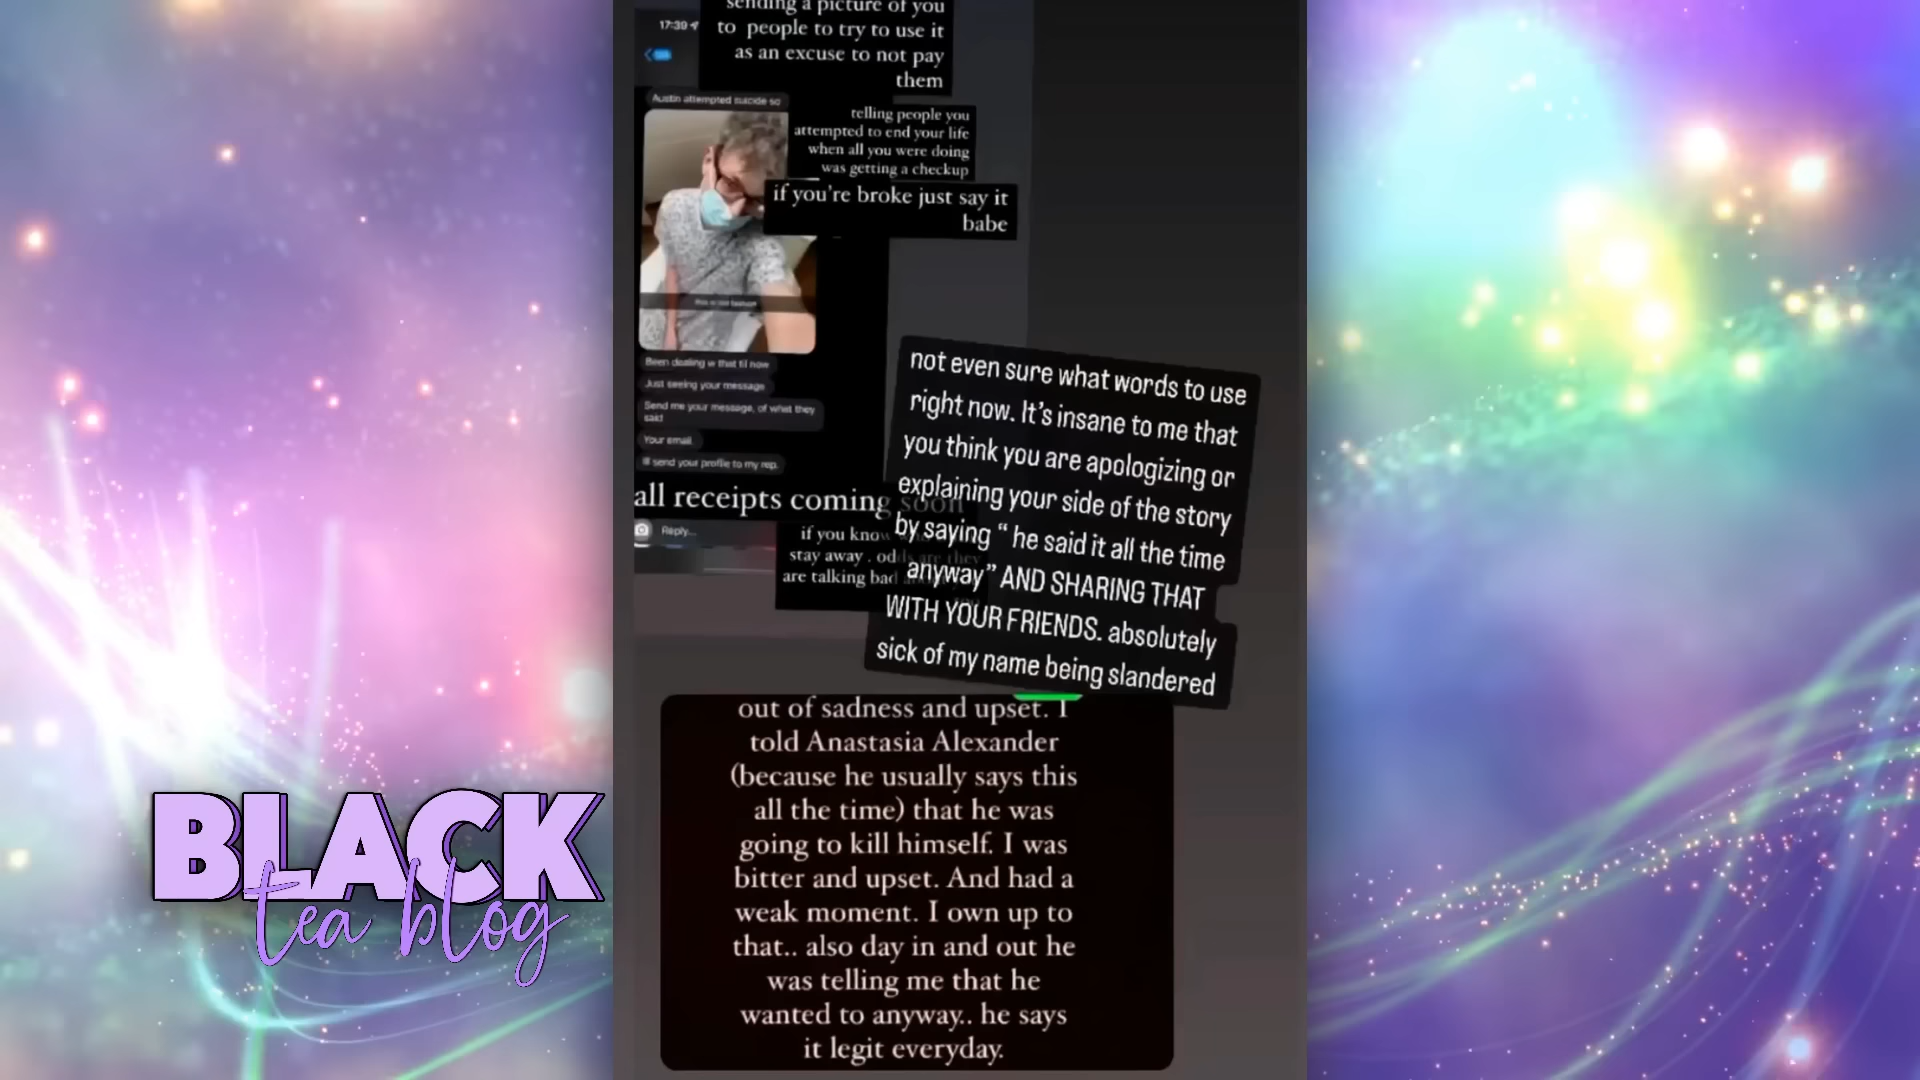 sending a picture of you
to people to try to use it
as an excuse to not pay
them
17:39
Austin attempted suicide so
telling people you
attempted to end your life
when all you were doing
was getting a checkup
if you're broke just say it
babe
Been dealing w that til now
Just seeing your message
Send me your message, of what they
said
Your email
Ill send your profile to my rep.
all receipts coming soon
Reply...
if you know
stay away . odds are they
are talking bad
not even sure what words to use
right now. It's insane to me that
you think you are apologizing or
explaining your side of the story
by saying “ he said it all the time
anyway” AND SHARING THAT
WITH YOUR FRIENDS. absolutely
sick of my name being slandered
out of sadness and upset. I
told Anastasia Alexander
(because he usually says this
all the time) that he was
going to kill himself. I was
bitter and upset. And had a
weak moment. I own up to
that.. also day in and out he
was telling me that he
wanted to anyway.. he says
it legit everyday.
BLACK
tea blog